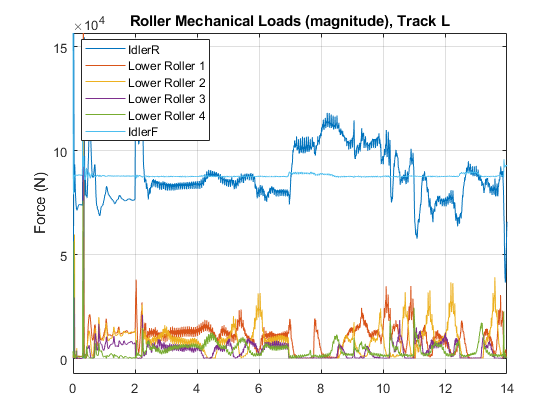 Roller Mechanical Loads (magnitude), Track L
×10⁴
15
10
5
0
Force (N)
IdlerR
Lower Roller 1
Lower Roller 2
Lower Roller 3
Lower Roller 4
IdlerF
0 2 4 6 8 10 12 14